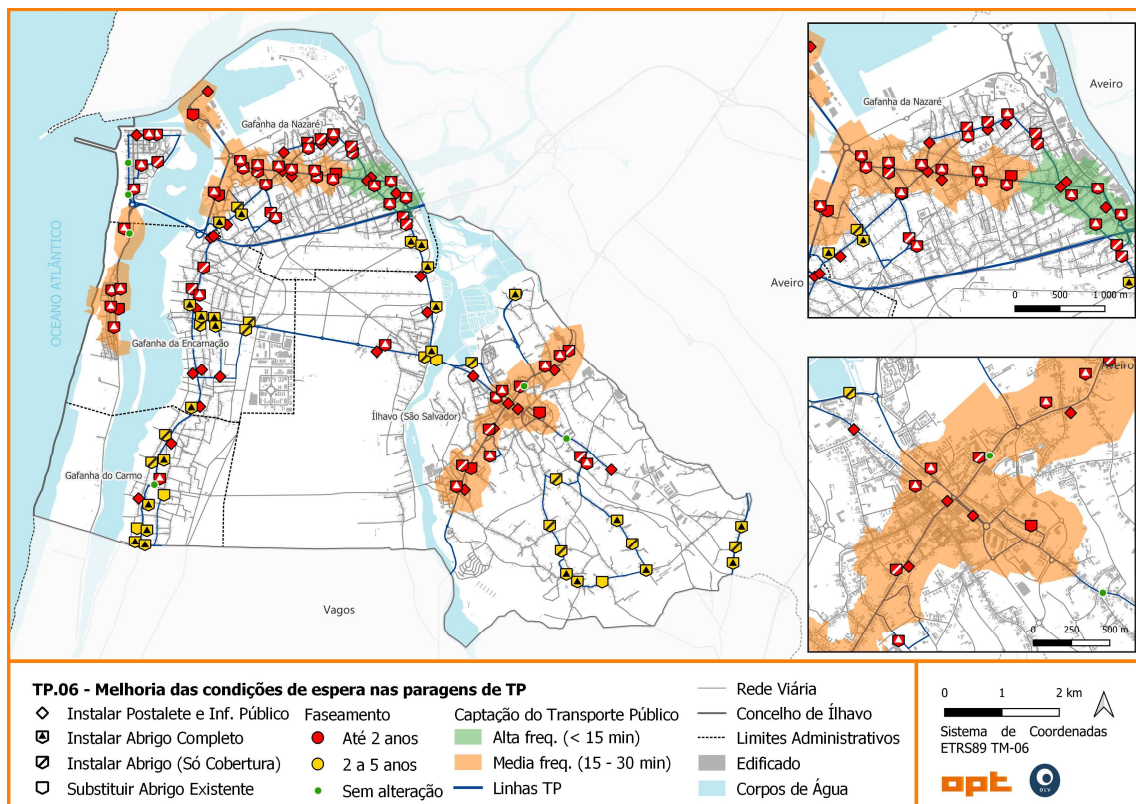 OCEANO ATLÂNTICO
Gafanha da Nazaré
Gafanha da Encarnação
Ílhavo (São Salvador)
Gafanha do Carmo
Vagos
Aveiro
Aveiro
Gafanha da Nazaré
0 500 1 000 m
Aveiro
0 250 500 m
TP.06 - Melhoria das condições de espera nas paragens de TP
Instalar Postalete e Inf. Público
Instalar Abrigo Completo
Instalar Abrigo (Só Cobertura)
Substituir Abrigo Existente
Faseamento
Até 2 anos
2 a 5 anos
Sem alteração
Captação do Transporte Público
Alta freq. (< 15 min)
Media freq. (15 - 30 min)
Linhas TP
Rede Viária
Concelho de Ílhavo
Limites Administrativos
Edificado
Corpos de Água
0 1 2 km
Sistema de Coordenadas
ETRS89 TM-06
opt
OLV